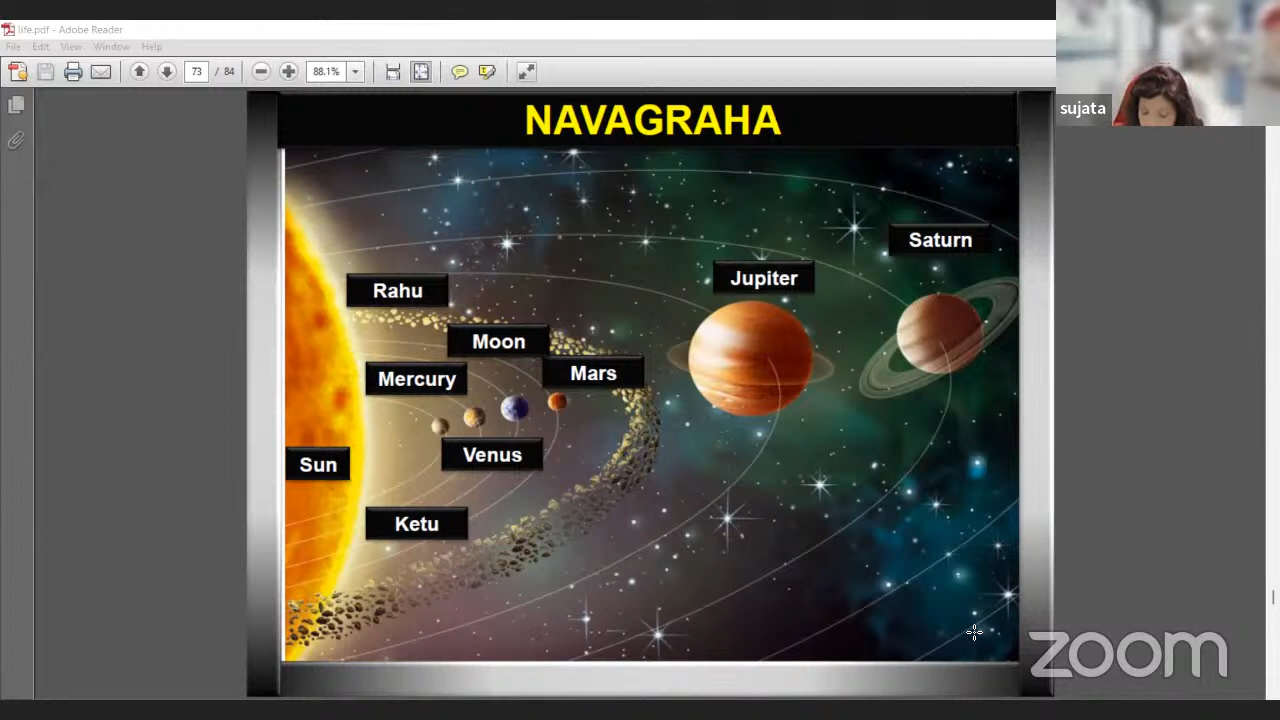 life.pdf - Adobe Reader
File Edit View Window Help
73 / 84 88.1%
sujata
NAVAGRAHA
Saturn
Jupiter
Rahu
Moon
Mars
Mercury
Venus
Sun
Ketu
zoom